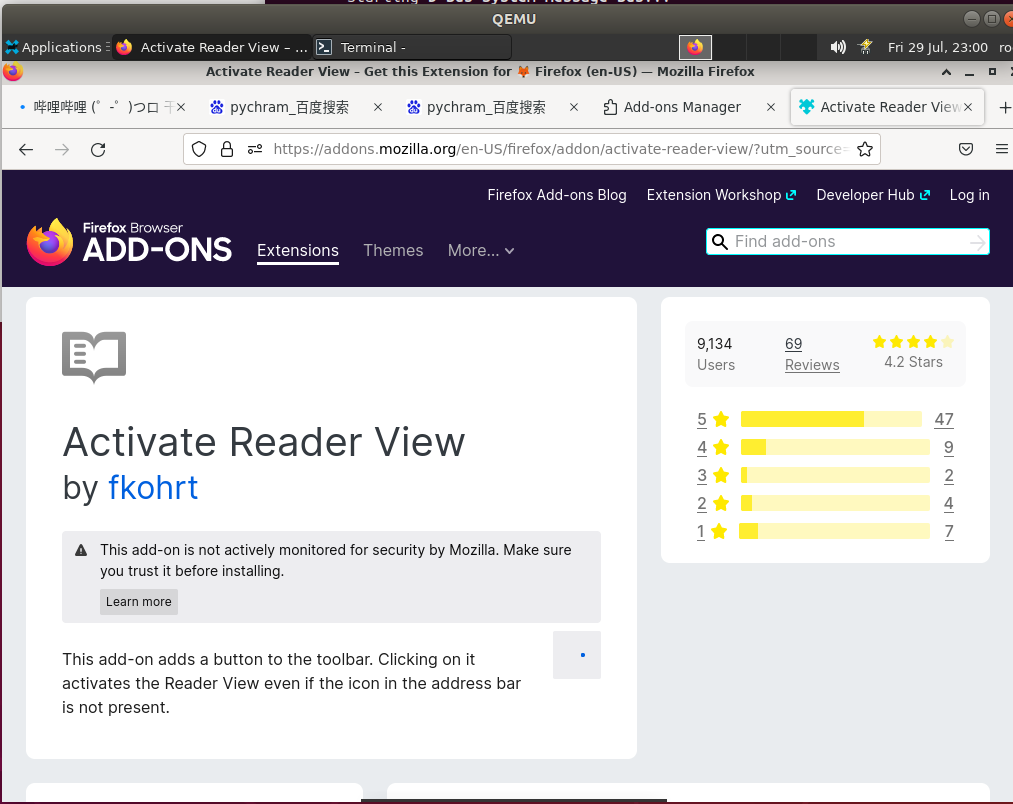 QEMU
Applications Activate Reader View – ... Terminal - Fri 29 Jul, 23:00 ro
Activate Reader View – Get this Extension for 🦊 Firefox (en-US) — Mozilla Firefox
哔哩哔哩 (゜-゜)つロ 干 pychram_百度搜索 pychram_百度搜索 Add-ons Manager Activate Reader View
https://addons.mozilla.org/en-US/firefox/addon/activate-reader-view/?utm_source=
Firefox Add-ons Blog Extension Workshop Developer Hub Log in
Firefox Browser
ADD-ONS
Extensions Themes More... Find add-ons
9,134 69
Users Reviews 4.2 Stars
5 47
4 9
3 2
2 4
1 7
Activate Reader View
by fkohrt
This add-on is not actively monitored for security by Mozilla. Make sure
you trust it before installing.
Learn more
This add-on adds a button to the toolbar. Clicking on it
activates the Reader View even if the icon in the address bar
is not present.